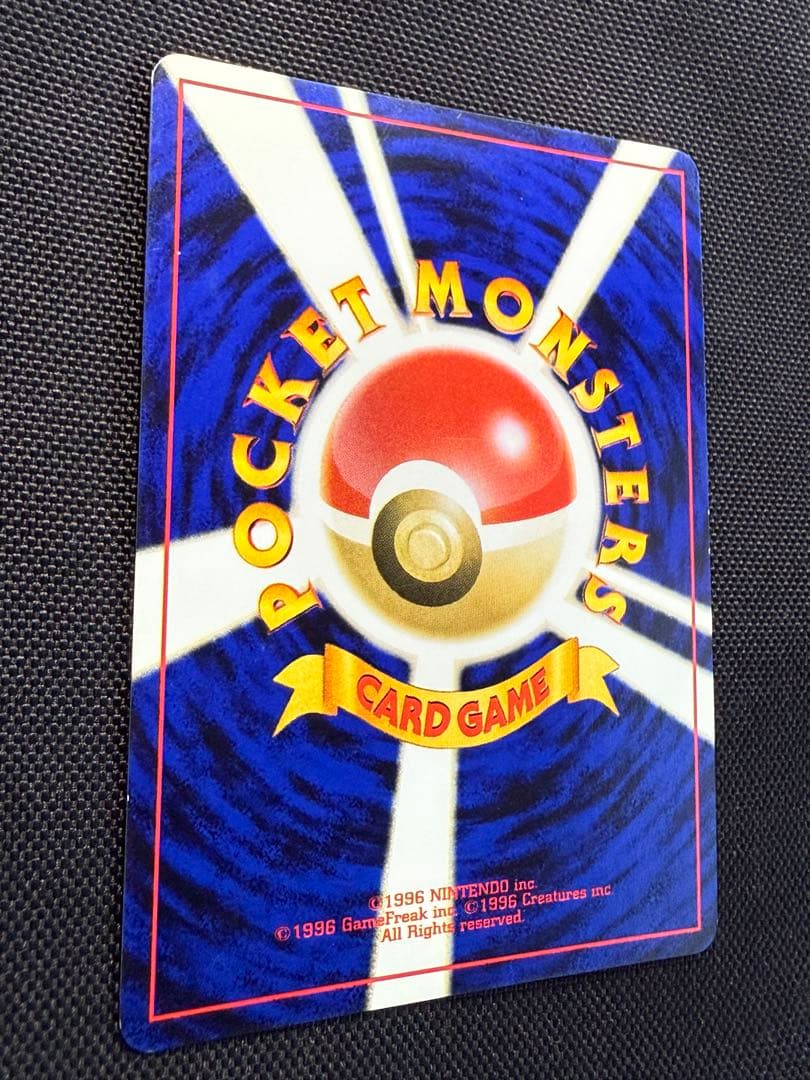 POCKET MONSTERS
CARD GAME
©1996 NINTENDO inc.
©1996 GameFreak inc. ©1996 Creatures inc.
All Rights reserved.